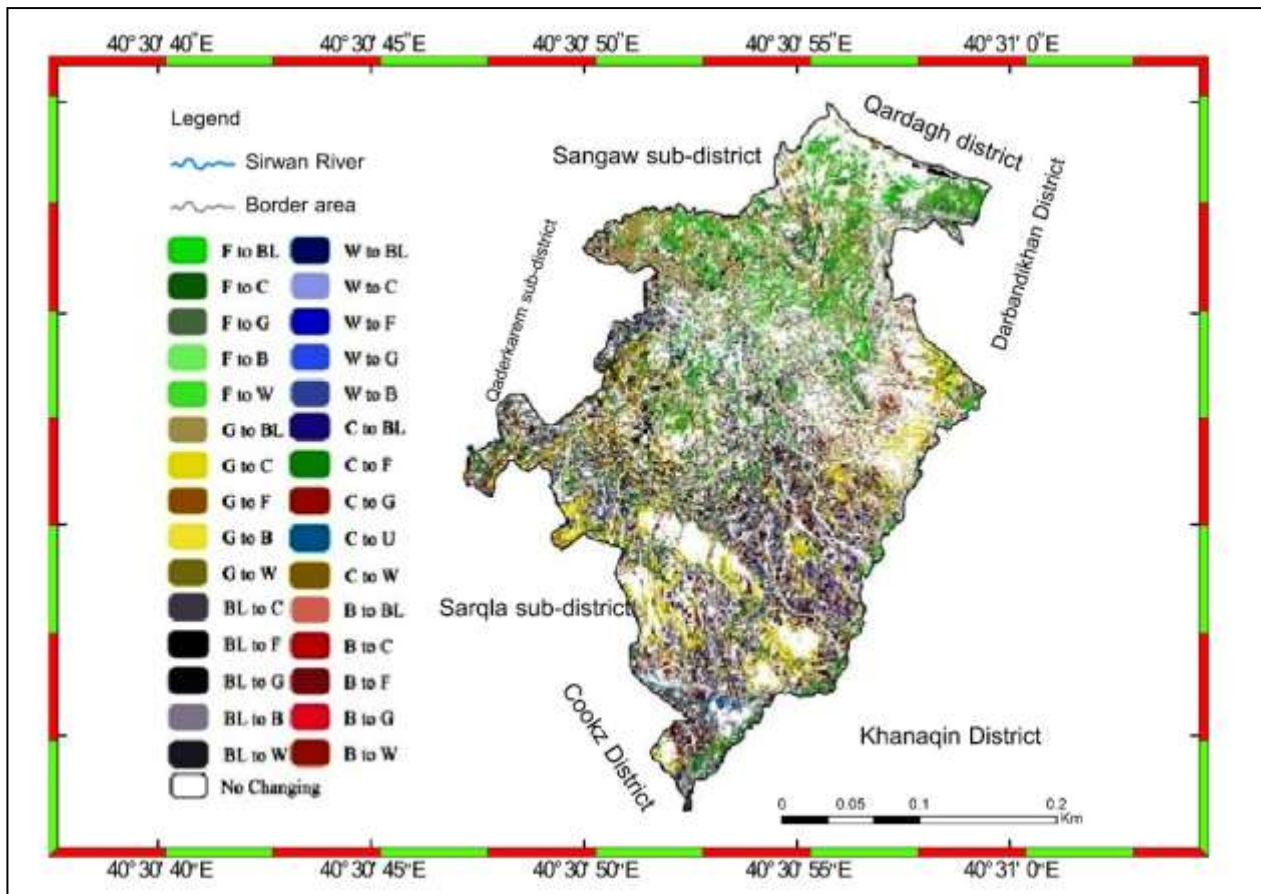 40° 30' 40"E 40° 30' 45"E 40° 30' 50"E 40° 30' 55"E 40° 31' 0"E
Legend
Sirwan River
Border area
F to BL
F to C
F to G
F to B
F to W
G to BL
G to C
G to F
G to B
G to W
BL to C
BL to F
BL to G
BL to B
BL to W
No Changing
W to BL
W to C
W to F
W to G
W to B
C to BL
C to F
C to G
C to U
C to W
B to BL
B to C
B to F
B to G
B to W
Qardagh district
Sangaw sub-district
Darbandikhan District
Qaderkarem sub-district
Sarqla sub-district
Cookz District
Khanaqin District
0 0.05 0.1 0.2
Km
40° 30' 40"E 40° 30' 45"E 40° 30' 50"E 40° 30' 55"E 40° 31' 0"E